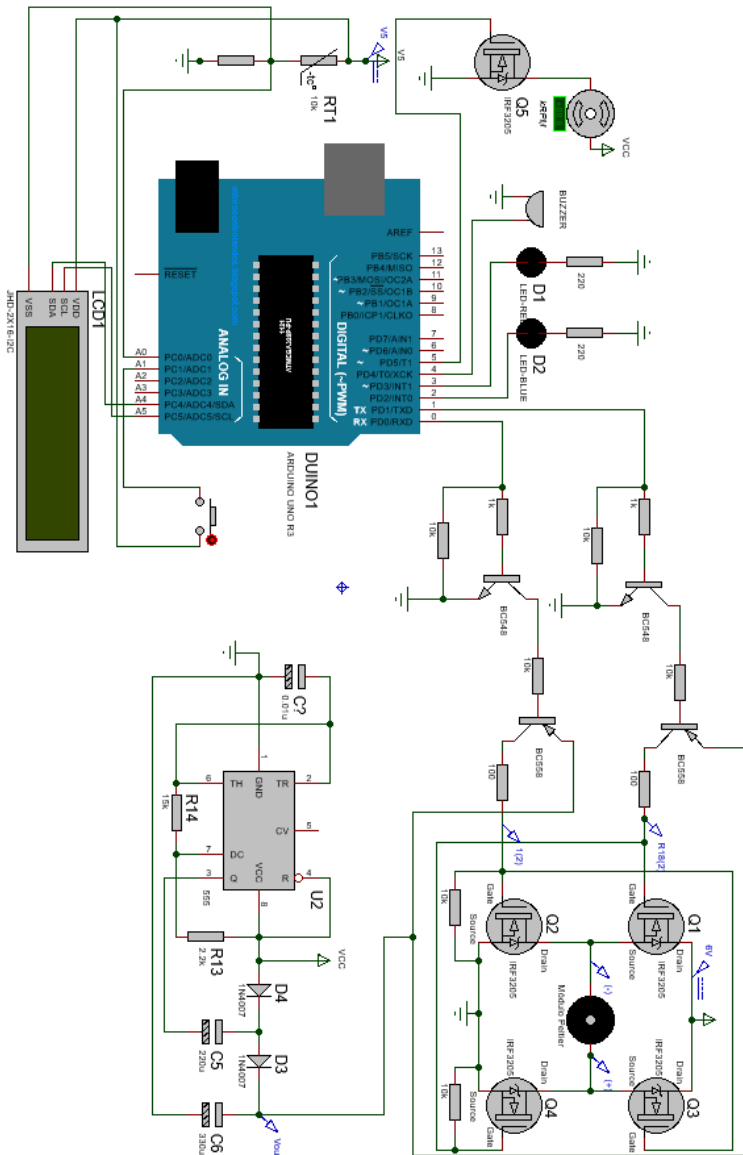 V5
V5
-tc°
10k
RT1
Q5
IRF3205
kRPM
VCC
BUZZER
AREF
RESET
13
12
11
10
9
8
PB5/SCK
PB4/MISO
~PB3/MOSI/OC2A
~ PB2/SS/OC1B
~ PB1/OC1A
PB0/ICP1/CLKO
7
6
5
4
3
2
1
0
PD7/AIN1
~ PD6/AIN0
~ PD5/T1
PD4/T0/XCK
~ PD3/INT1
PD2/INT0
TX PD1/TXD
RX PD0/RXD
DIGITAL (~PWM)
ANALOG IN
A0
A1
A2
A3
A4
A5
PC0/ADC0
PC1/ADC1
PC2/ADC2
PC3/ADC3
PC4/ADC4/SDA
PC5/ADC5/SCL
DUINO1
ARDUINO UNO R3
D1
LED-RED
220
D2
LED-BLUE
220
LCD1
JHD-2X16-I2C
VSS
SDA
SCL
VDD
10k
1k
10k
1k
BC548
BC548
10k
10k
BC558
BC558
100
100
1(2)
R18(2)
C?
0.01u
R14
15k
1
GND
6
TH
2
TR
5
CV
7
DC
3
Q
4
R
VCC
8
U2
555
R13
2.2k
VCC
D4
1N4007
C5
220u
D3
1N4007
C6
330u
Vou
10k
Gate
Source
Q2
IRF3205
Gate
Source
Drain
Q1
IRF3205
6V
(-)
Módulo Peltier
(+)
10k
IRF3205
Drain
Source
Gate
Q4
IRF3205
Drain
Source
Gate
Q3